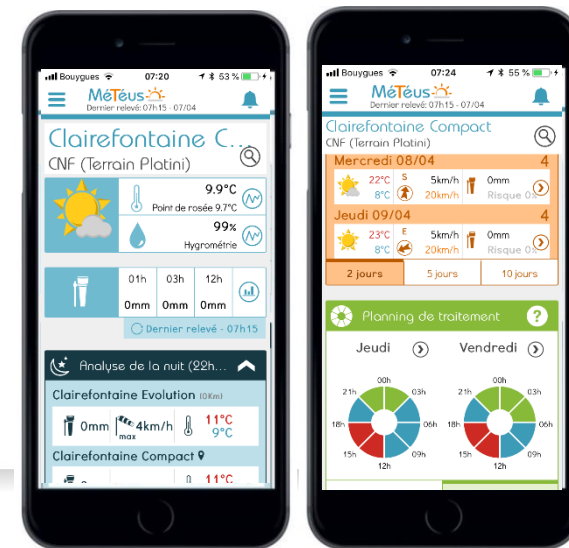 Bouygues 07:20 53 %
MéTéus
Dernier relevé: 07h15 - 07/04
Clairefontaine C...
CNF (Terrain Platini)
9.9°C
Point de rosée 9.7°C
99%
Hygrométrie
01h 03h 12h
0mm 0mm 0mm
Dernier relevé - 07h15
Analyse de la nuit (22h...
Clairefontaine Evolution (0Km)
0mm max 4km/h 11°C
9°C
Clairefontaine Compact
11°C
Bouygues 07:24 55 %
MéTéus
Dernier relevé: 07h15 - 07/04
Clairefontaine Compact
CNF (Terrain Platini)
Mercredi 08/04 4
22°C S 5km/h 0mm
8°C 20km/h Risque 0%
Jeudi 09/04 4
23°C E 5km/h 0mm
8°C 20km/h Risque 0%
2 jours 5 jours 10 jours
Planning de traitement ?
Jeudi Vendredi
00h 00h
21h 03h 21h 03h
18h 06h 18h 06h
15h 09h 15h 09h
12h 12h